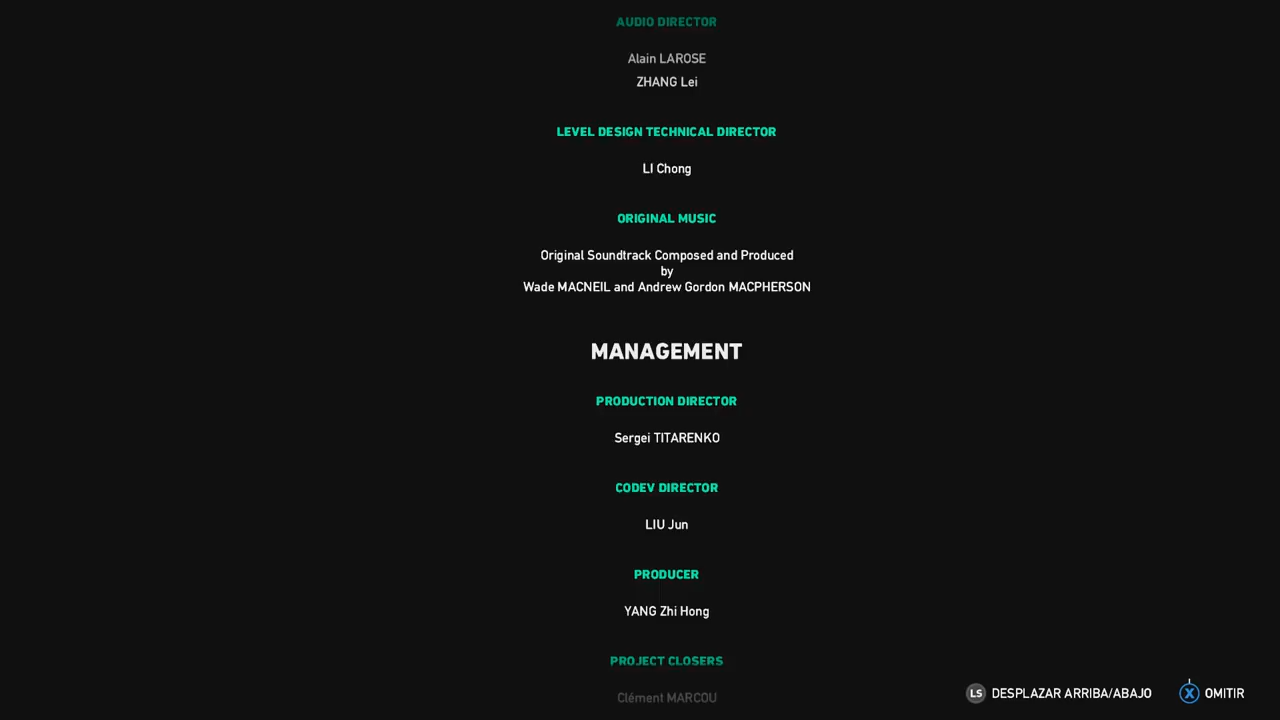 AUDIO DIRECTOR
Alain LAROSE
ZHANG Lei
LEVEL DESIGN TECHNICAL DIRECTOR
LI Chong
ORIGINAL MUSIC
Original Soundtrack Composed and Produced
by
Wade MACNEIL and Andrew Gordon MACPHERSON
MANAGEMENT
PRODUCTION DIRECTOR
Sergei TITARENKO
CODEV DIRECTOR
LIU Jun
PRODUCER
YANG Zhi Hong
PROJECT CLOSERS
Clément MARCOU
LS DESPLAZAR ARRIBA/ABAJO X OMITIR